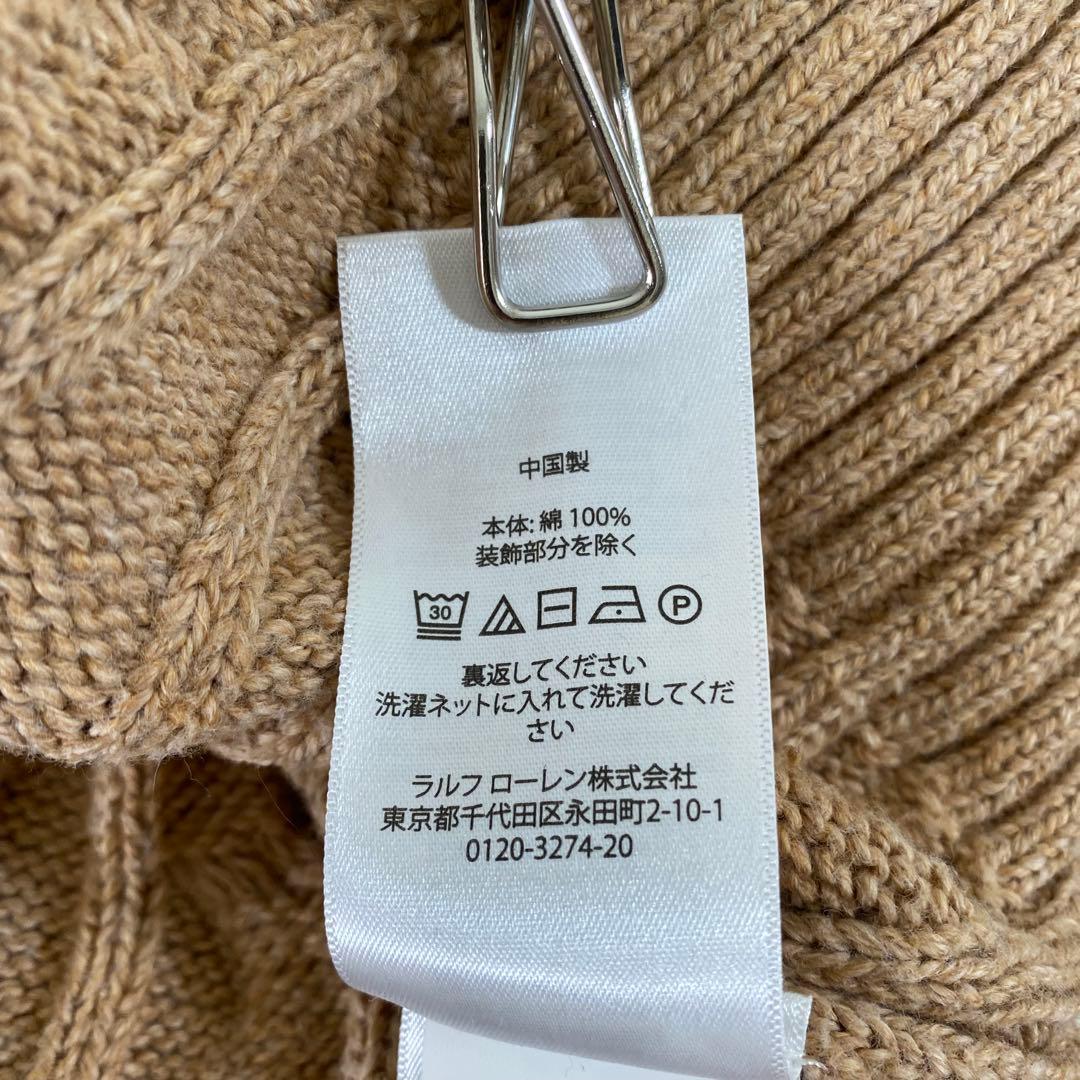 中国製
本体: 綿 100%
装飾部分を除く
30 P
裏返してください
洗濯ネットに入れて洗濯してくだ
さい
ラルフ ローレン株式会社
東京都千代田区永田町2-10-1
0120-3274-20